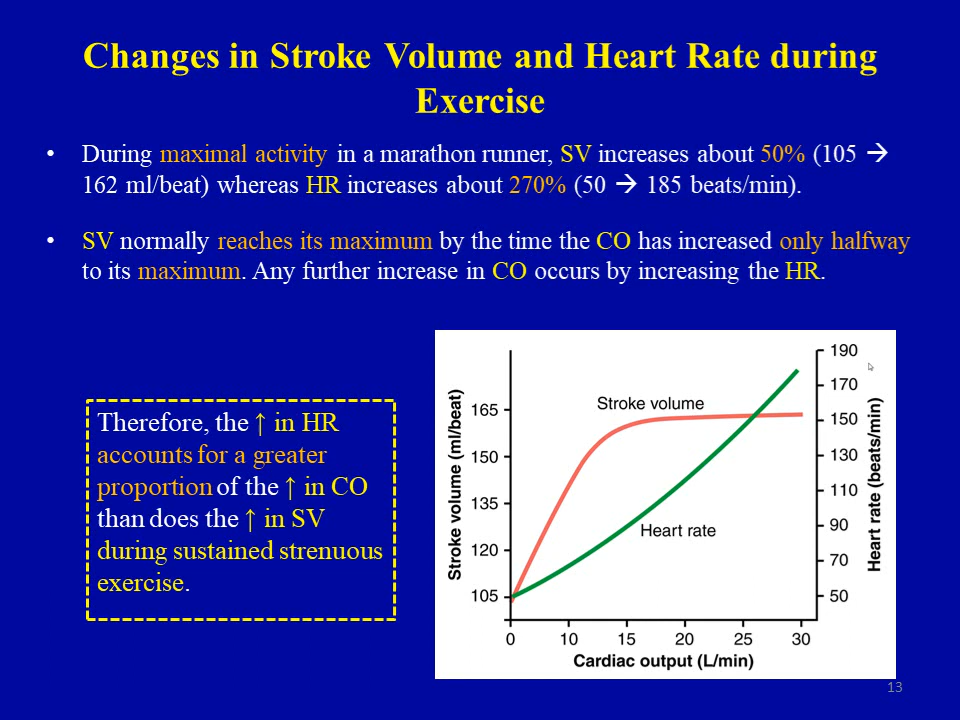 Changes in Stroke Volume and Heart Rate during
Exercise
• During maximal activity in a marathon runner, SV increases about 50% (105 →
162 ml/beat) whereas HR increases about 270% (50 → 185 beats/min).
• SV normally reaches its maximum by the time the CO has increased only halfway
to its maximum. Any further increase in CO occurs by increasing the HR.
Therefore, the ↑ in HR
accounts for a greater
proportion of the ↑ in CO
than does the ↑ in SV
during sustained strenuous
exercise.
Stroke volume (ml/beat)
165
150
135
120
105
Stroke volume
Heart rate
190
170
150
130
110
90
70
50
Heart rate (beats/min)
0 10 15 20 25 30
Cardiac output (L/min)
13